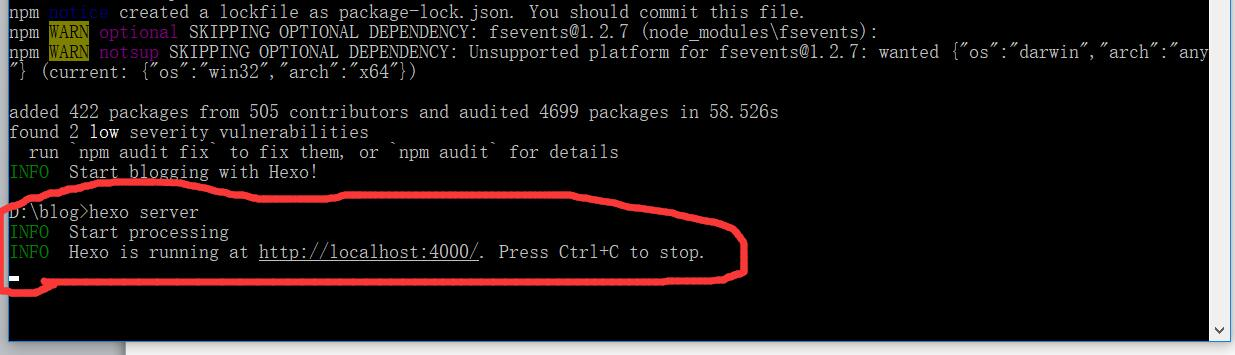 npm notice created a lockfile as package-lock.json. You should commit this file.
npm WARN optional SKIPPING OPTIONAL DEPENDENCY: fsevents@1.2.7 (node_modules\fsevents):
npm WARN notsup SKIPPING OPTIONAL DEPENDENCY: Unsupported platform for fsevents@1.2.7: wanted {"os":"darwin","arch":"any
"} (current: {"os":"win32","arch":"x64"})
added 422 packages from 505 contributors and audited 4699 packages in 58.526s
found 2 low severity vulnerabilities
run `npm audit fix` to fix them, or `npm audit` for details
INFO Start blogging with Hexo!
D:\blog>hexo server
INFO Start processing
INFO Hexo is running at http://localhost:4000/. Press Ctrl+C to stop.